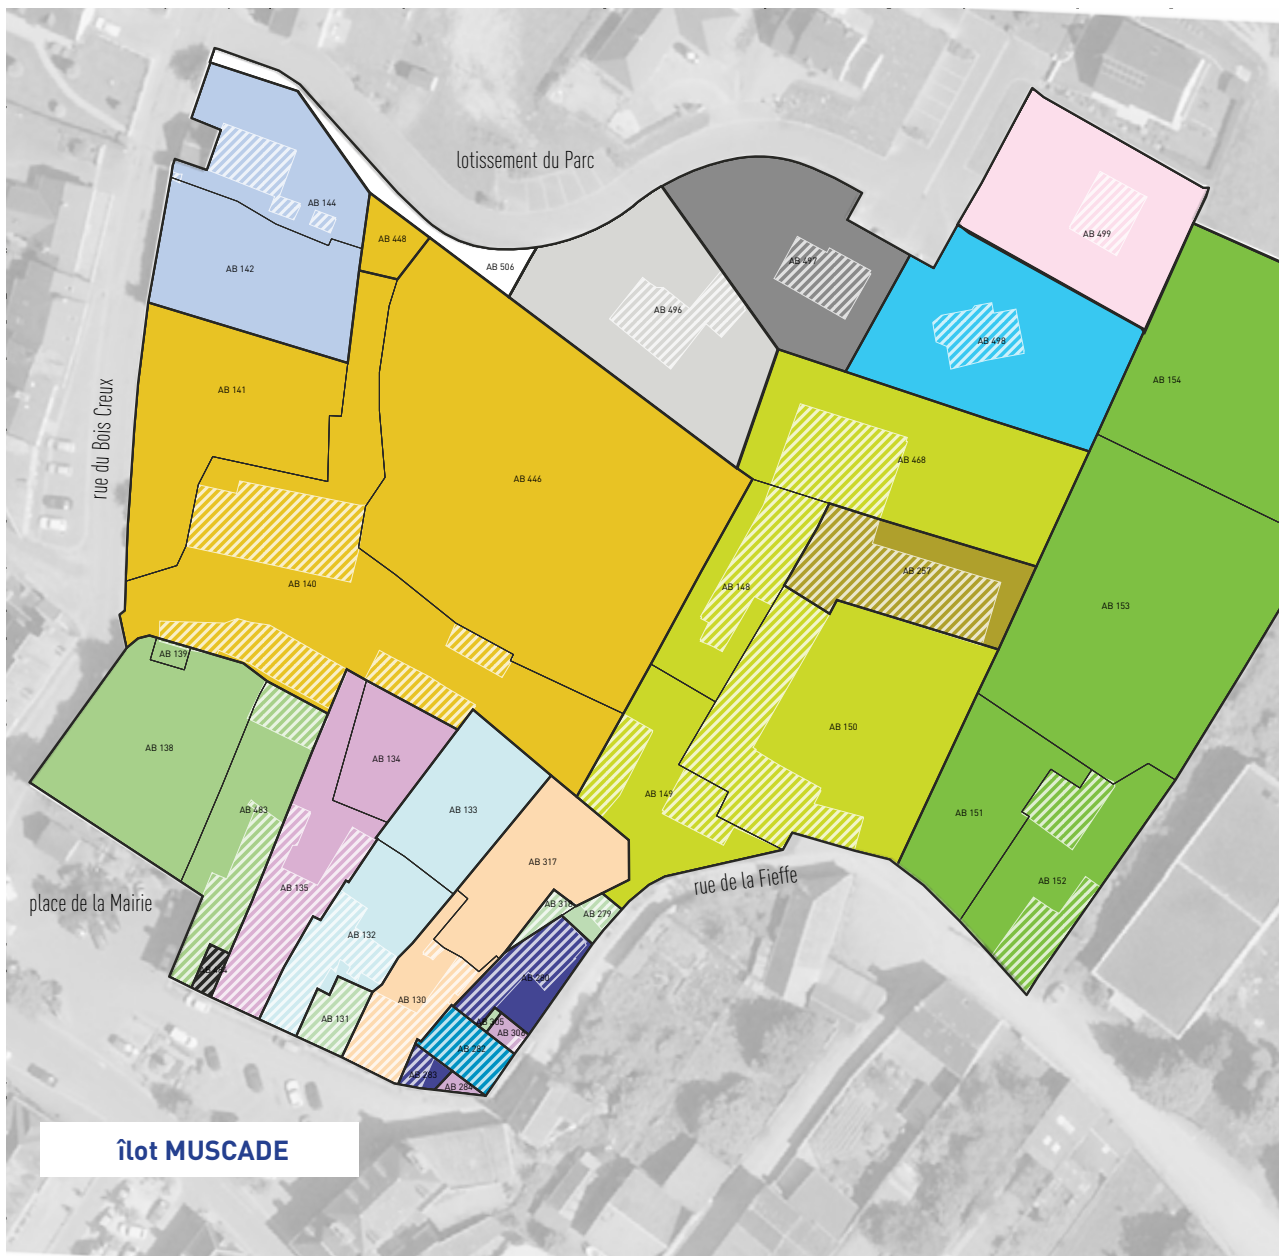 lotissement du Parc
AB 144
AB 448
AB 499
AB 142
AB 506
AB 497
AB 496
AB 498
AB 141
AB 154
rue du Bois Creux
AB 446
AB 468
AB 257
AB 140
AB 148
AB 153
AB 139
AB 138
AB 134
AB 150
AB 483
AB 133
AB 149
AB 151
AB 317
place de la Mairie
AB 135
AB 318
AB 279
rue de la Fieffe
AB 152
AB 132
AB 280
AB 130
AB 131
AB 305
AB 306
AB 282
AB 283
AB 284
îlot MUSCADE